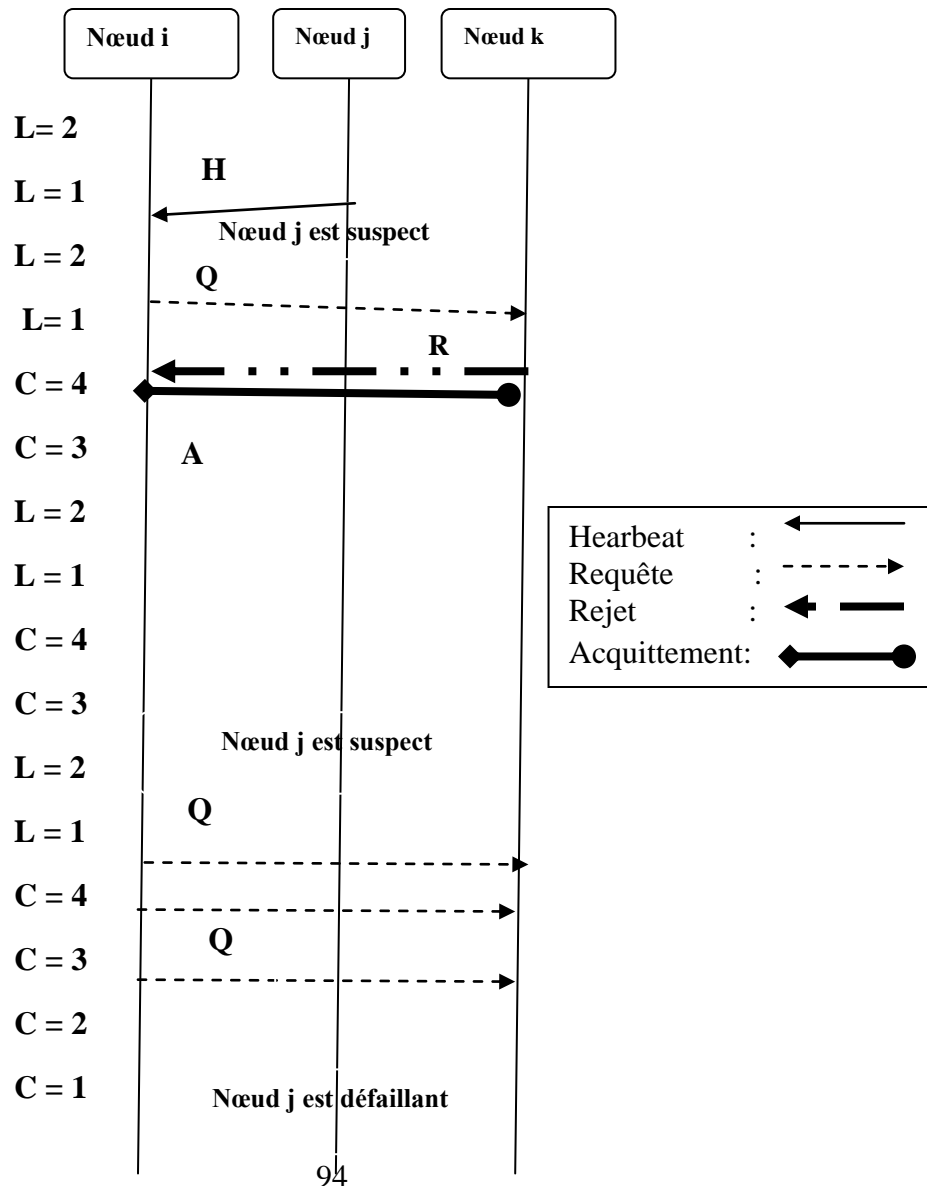 Nœud i
Nœud j
Nœud k
L= 2
H
L = 1
Nœud j est suspect
L = 2
Q
L= 1
R
C = 4
C = 3
A
L = 2
L = 1
C = 4
C = 3
Nœud j est suspect
L = 2
Q
L = 1
C = 4
Q
C = 3
C = 2
C = 1
Nœud j est défaillant
Hearbeat :
Requête :
Rejet :
Acquittement:
94